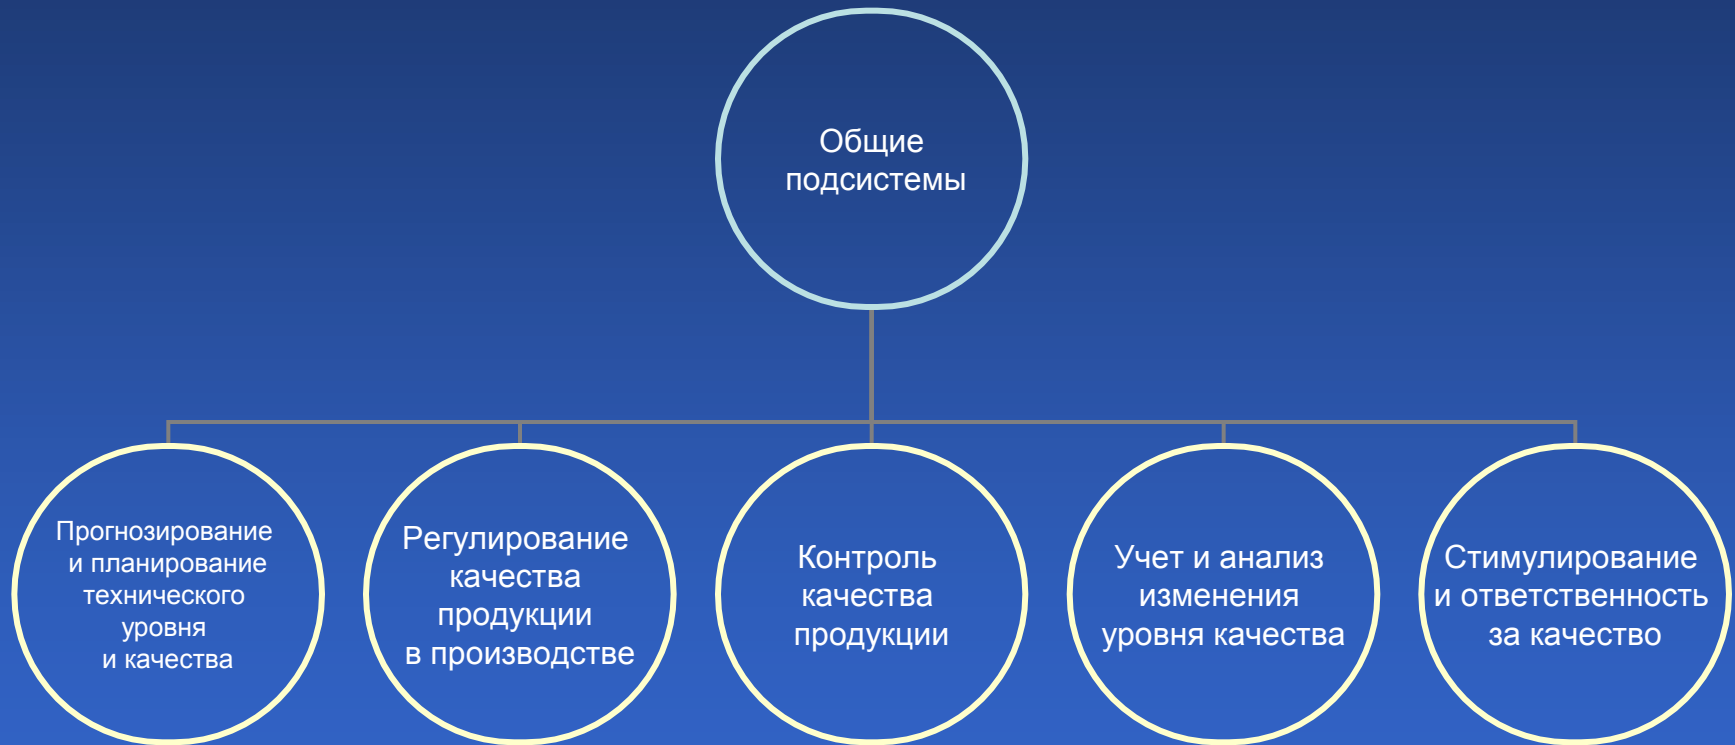 Общие
подсистемы
Прогнозирование
и планирование
технического
уровня
и качества
Регулирование
качества
продукции
в производстве
Контроль
качества
продукции
Учет и анализ
изменения
уровня качества
Стимулирование
и ответственность
за качество